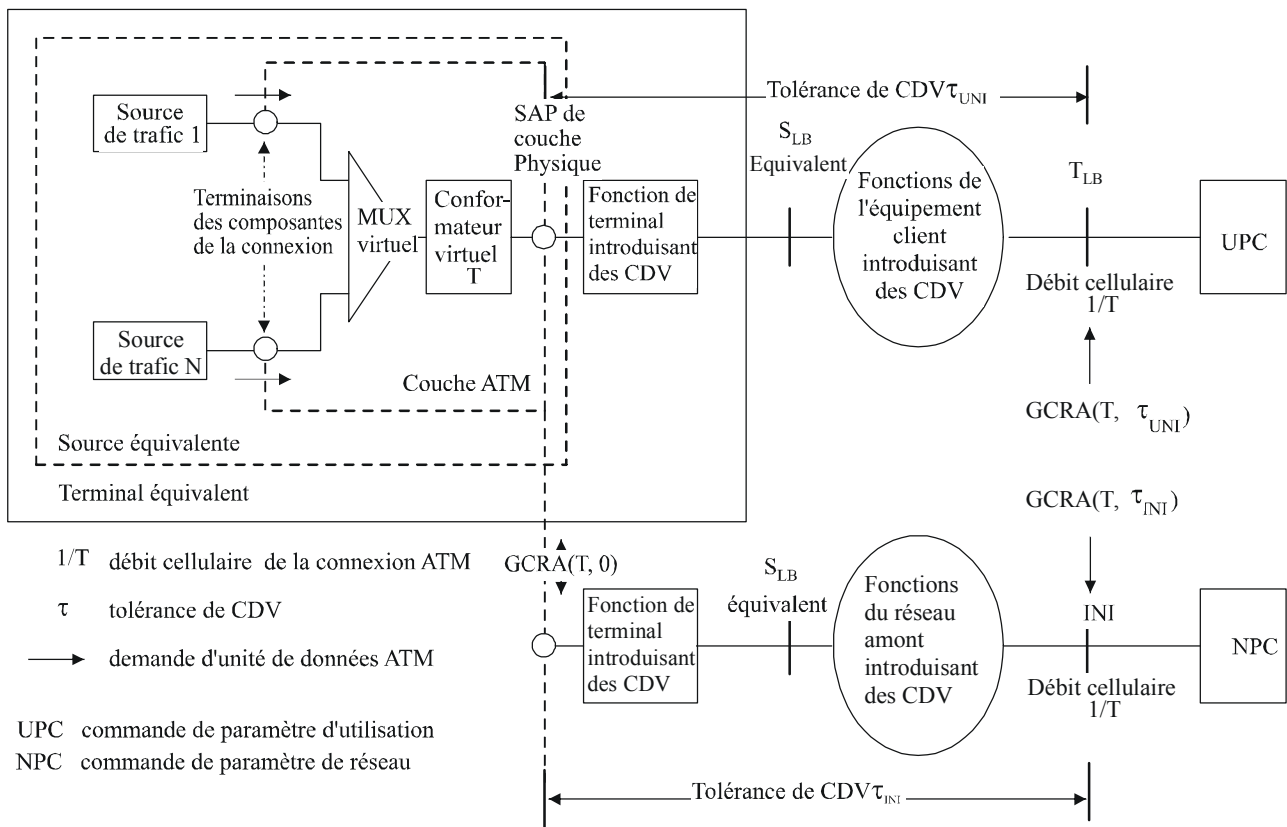 Source
de trafic 1
Terminaisons
des composantes
de la connexion
Source
de trafic N
MUX
virtuel
Confor-
mateur
virtuel
T
SAP de
couche
Physique
Fonction de
terminal
introduisant
des CDV
Tolérance de CDVτUNI
SLB
Equivalent
Fonctions de
l'équipement
client
introduisant
des CDV
TLB
UPC
Débit cellulaire
1/T
GCRA(T, τUNI)
Couche ATM
Source équivalente
Terminal équivalent
GCRA(T, τINI)
1/T débit cellulaire de la connexion ATM
τ tolérance de CDV
demande d'unité de données ATM
UPC commande de paramètre d'utilisation
NPC commande de paramètre de réseau
GCRA(T, 0)
Fonction de
terminal
introduisant
des CDV
SLB
équivalent
Fonctions
du réseau
amont
introduisant
des CDV
INI
NPC
Débit cellulaire
1/T
Tolérance de CDVτINI